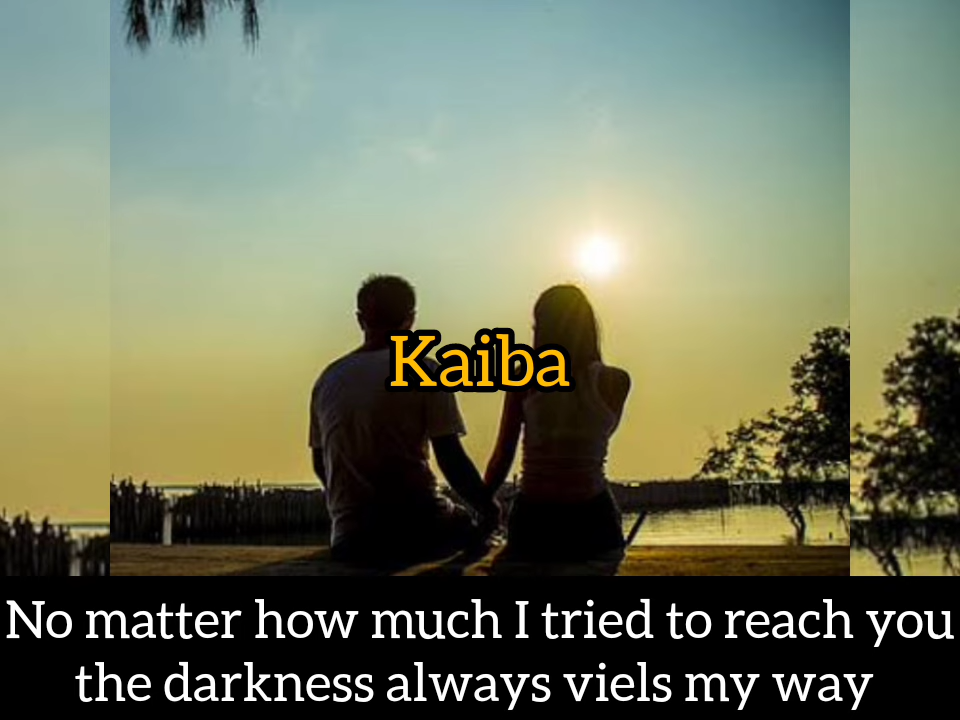 Kaiba
No matter how much I tried to reach you
the darkness always viels my way